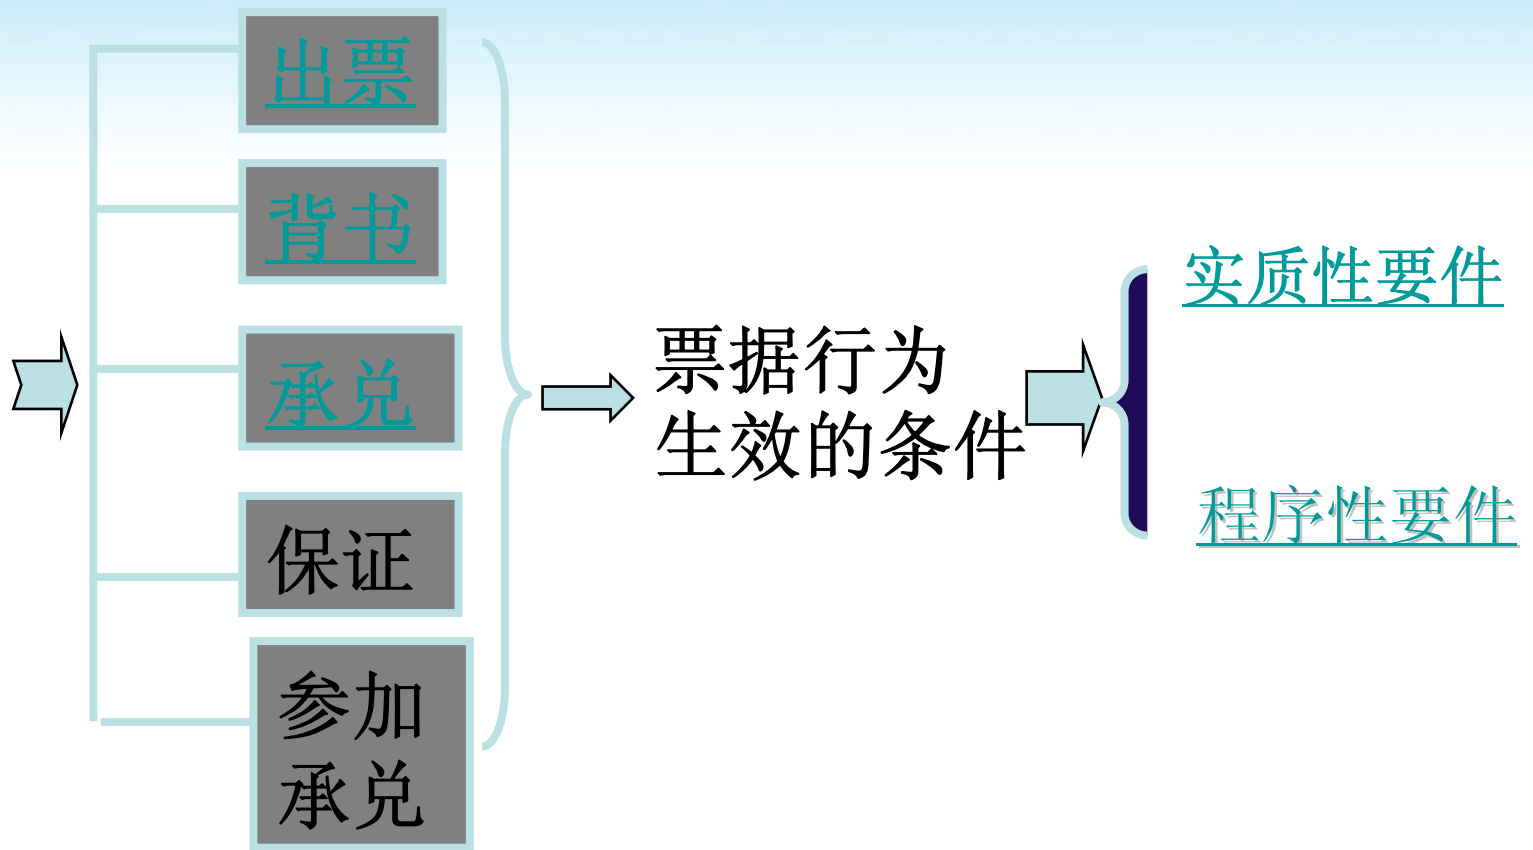 出票
背书
承兑
保证
参加
承兑
票据行为
生效的条件
实质性要件
程序性要件